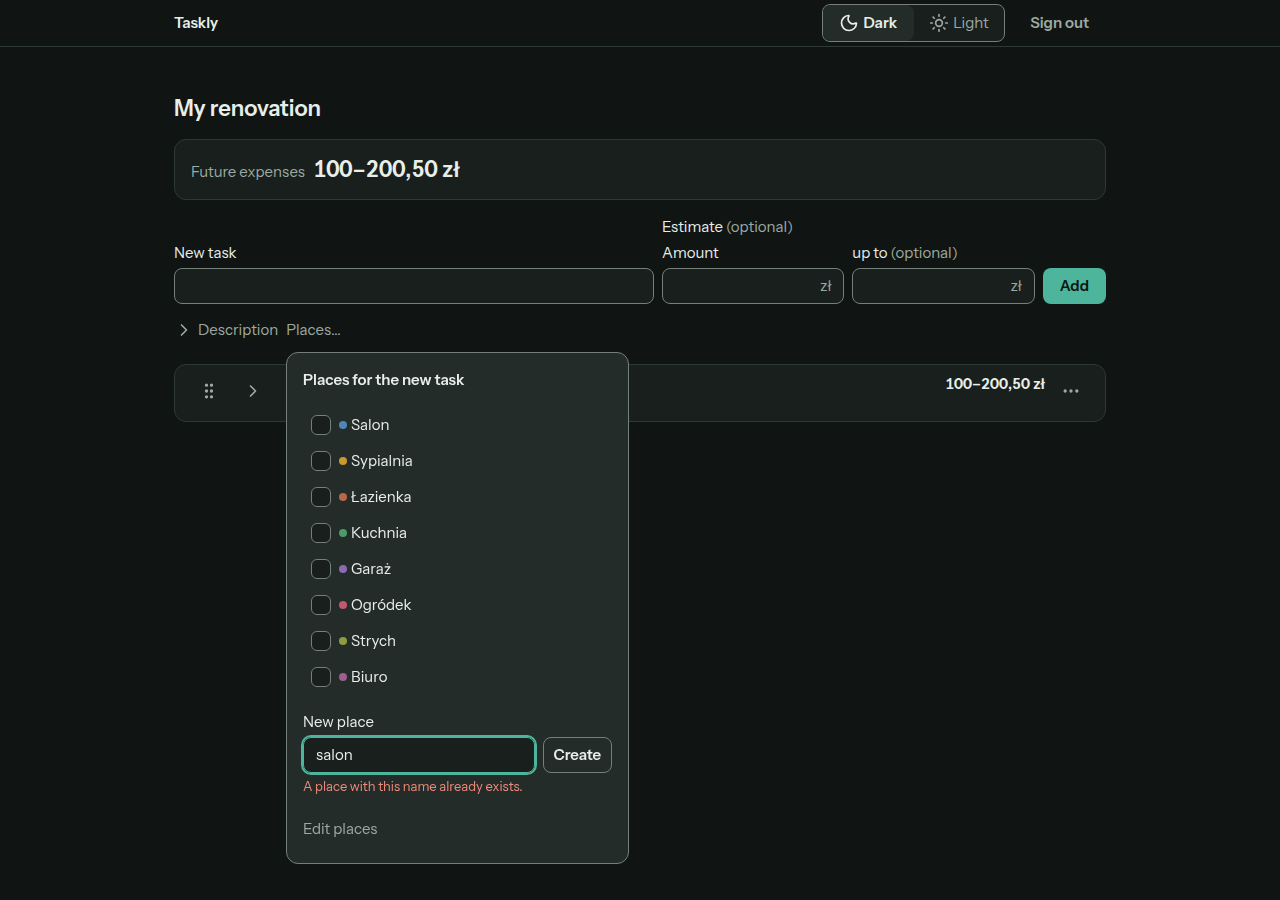 Taskly
Dark
Light
Sign out
My renovation
Future expenses 100–200,50 zł
Estimate (optional)
New task
Amount
up to (optional)
zł
zł
Add
Description
Places…
100–200,50 zł
Places for the new task
Salon
Sypialnia
Łazienka
Kuchnia
Garaż
Ogródek
Strych
Biuro
New place
salon
Create
A place with this name already exists.
Edit places